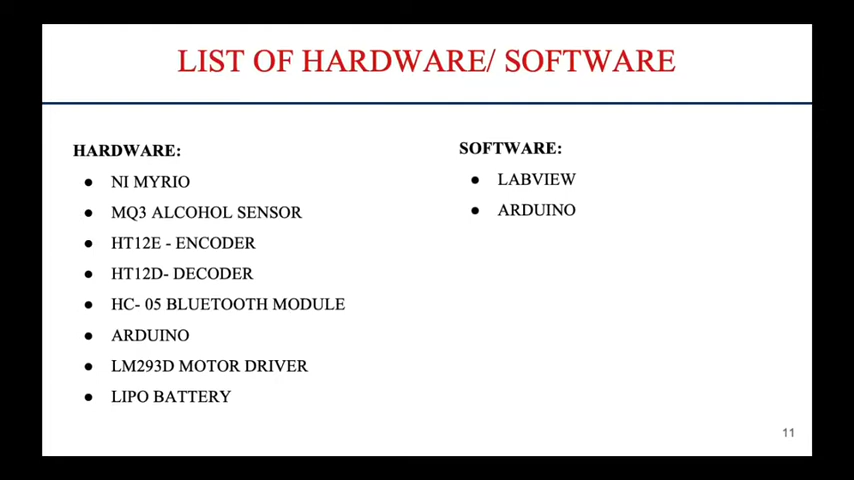 LIST OF HARDWARE/ SOFTWARE
HARDWARE:
● NI MYRIO
● MQ3 ALCOHOL SENSOR
● HT12E - ENCODER
● HT12D- DECODER
● HC- 05 BLUETOOTH MODULE
● ARDUINO
● LM293D MOTOR DRIVER
● LIPO BATTERY
SOFTWARE:
● LABVIEW
● ARDUINO
11